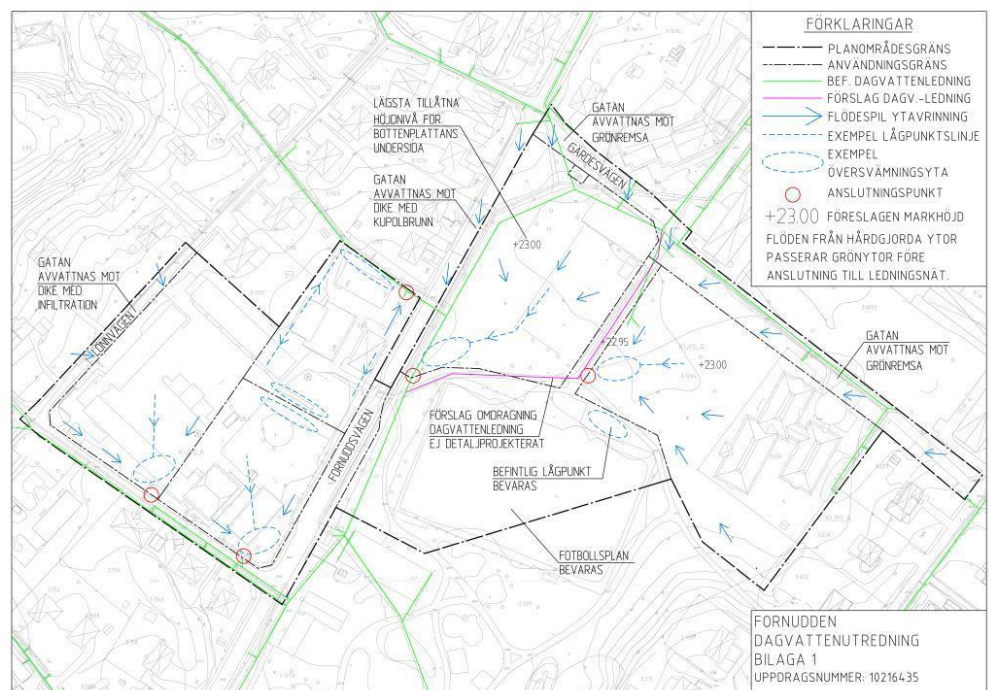 FÖRKLARINGAR
PLANOMRÅDESGRÄNS
ANVÄNDNINGSGRÄNS
BEF. DAGVATTENLEDNING
FÖRSLAG DAGV.-LEDNING
FLÖDESPIL YTAVRINNING
EXEMPEL LÅGPUNKTSLINJE
EXEMPEL
ÖVERSVÄMNINGSYTA
ANSLUTNINGSPUNKT
+23.00 FÖRESLAGEN MARKHÖJD
FLÖDEN FRÅN HÅRDGJORDA YTOR
PASSERAR GRÖNYTOR FÖRE
ANSLUTNING TILL LEDNINGSNÄT.
LÄGSTA TILLÅTNA
HÖJDNIVÅ FÖR
BOTTENPLATTANS
UNDERSIDA
GATAN
AVVATTNAS MOT
GRÖNREMSA
GÄRDESVÄGEN
GATAN
AVVATTNAS MOT
DIKE MED
KUPOLBRUNN
+23.00
GATAN
AVVATTNAS MOT
DIKE MED
INFILTRATION
LÖNNVÄGEN
+22.95
KUMLA
+23.00
GATAN
AVVATTNAS MOT
GRÖNREMSA
FORNUDDSVÄGEN
FÖRSLAG OMDRAGNING
DAGVATTENLEDNING
EJ DETALJPROJEKTERAT
BEFINTLIG LÅGPUNKT
BEVARAS
KUMLA
FOTBOLLSPLAN
BEVARAS
FORNUDDEN
DAGVATTENUTREDNING
BILAGA 1
UPPDRAGSNUMMER: 10216435